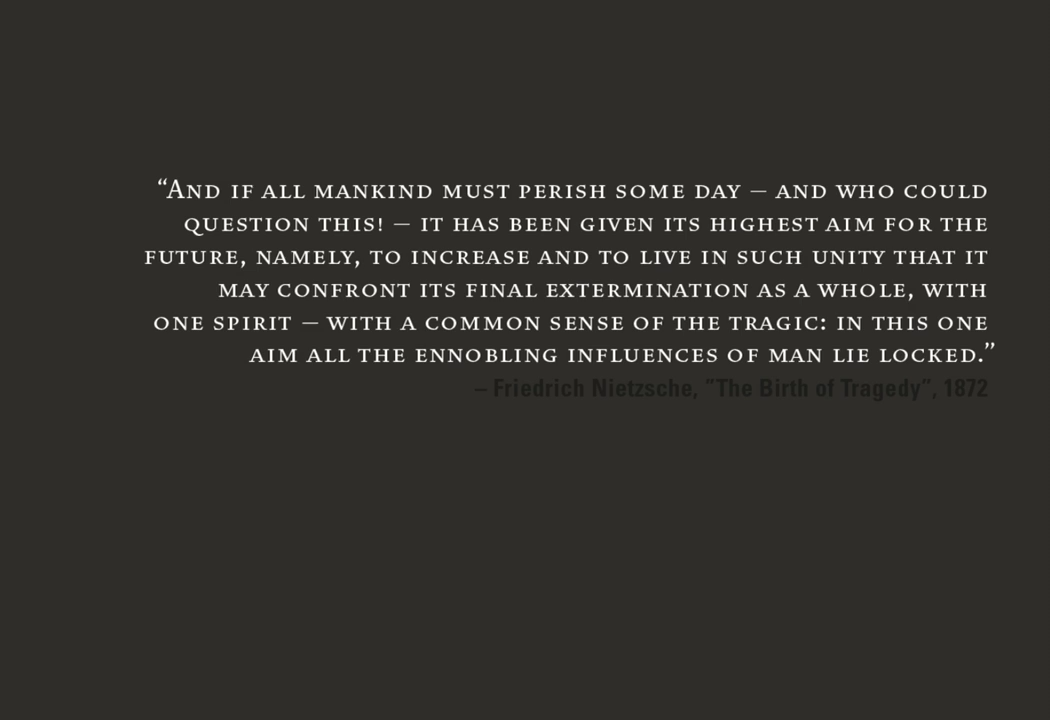 “And if all mankind must perish some day – and who could
question this! – it has been given its highest aim for the
future, namely, to increase and to live in such unity that it
may confront its final extermination as a whole, with
one spirit – with a common sense of the tragic: in this one
aim all the ennobling influences of man lie locked.”
– Friedrich Nietzsche, ”The Birth of Tragedy”, 1872